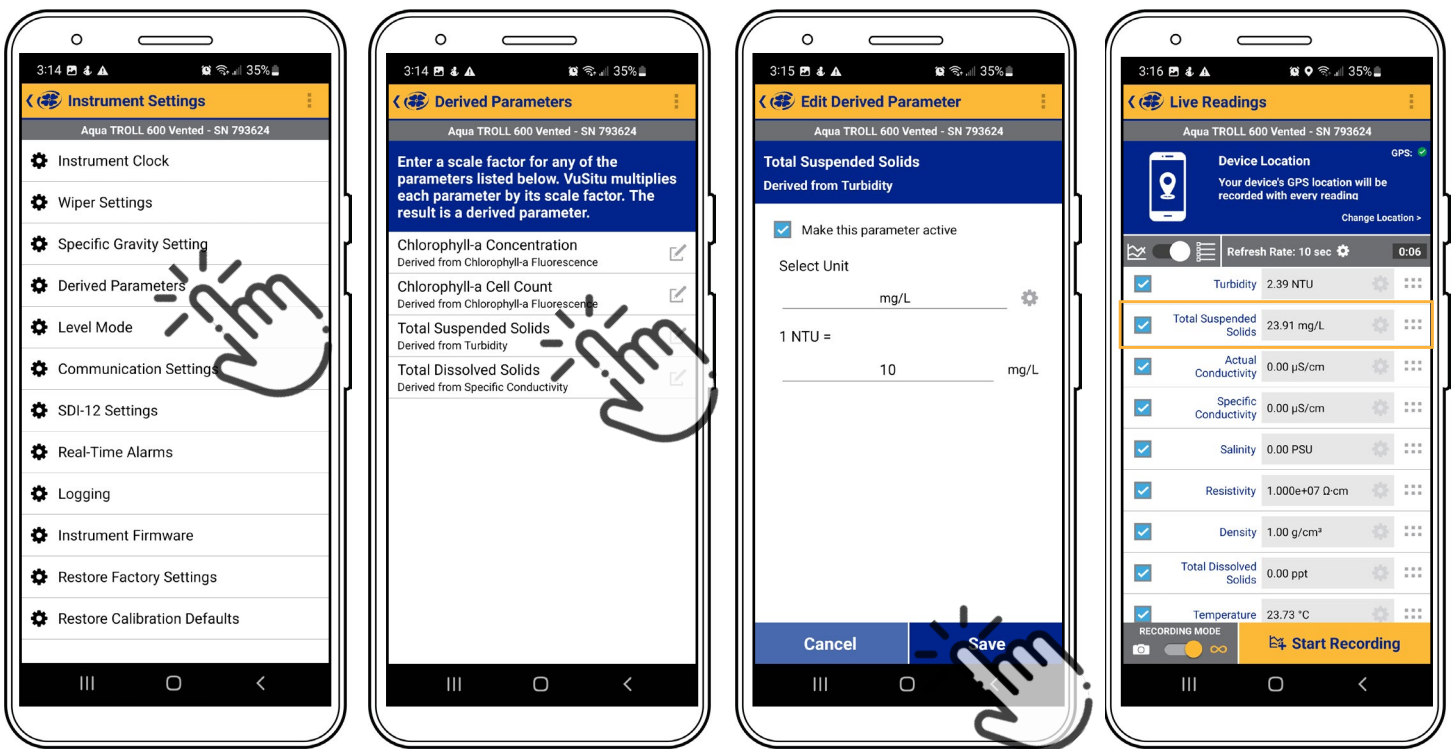 3:14
35%
Instrument Settings
Aqua TROLL 600 Vented - SN 793624
Instrument Clock
Wiper Settings
Specific Gravity Setting
Derived Parameters
Level Mode
Communication Settings
SDI-12 Settings
Real-Time Alarms
Logging
Instrument Firmware
Restore Factory Settings
Restore Calibration Defaults
3:14
35%
Derived Parameters
Aqua TROLL 600 Vented - SN 793624
Enter a scale factor for any of the
parameters listed below. VuSitu multiplies
each parameter by its scale factor. The
result is a derived parameter.
Chlorophyll-a Concentration
Derived from Chlorophyll-a Fluorescence
Chlorophyll-a Cell Count
Derived from Chlorophyll-a Fluorescence
Total Suspended Solids
Derived from Turbidity
Total Dissolved Solids
Derived from Specific Conductivity
3:15
35%
Edit Derived Parameter
Aqua TROLL 600 Vented - SN 793624
Total Suspended Solids
Derived from Turbidity
Make this parameter active
Select Unit
mg/L
1 NTU =
10 mg/L
Cancel Save
3:16
35%
Live Readings
Aqua TROLL 600 Vented - SN 793624
GPS:
Device Location
Your device's GPS location will be
recorded with every reading
Change Location >
Refresh Rate: 10 sec 0:06
Turbidity 2.39 NTU
Total Suspended
Solids 23.91 mg/L
Actual
Conductivity 0.00 µS/cm
Specific
Conductivity 0.00 µS/cm
Salinity 0.00 PSU
Resistivity 1.000e+07 Ω·cm
Density 1.00 g/cm³
Total Dissolved
Solids 0.00 ppt
Temperature 23.73 °C
RECORDING MODE
Start Recording